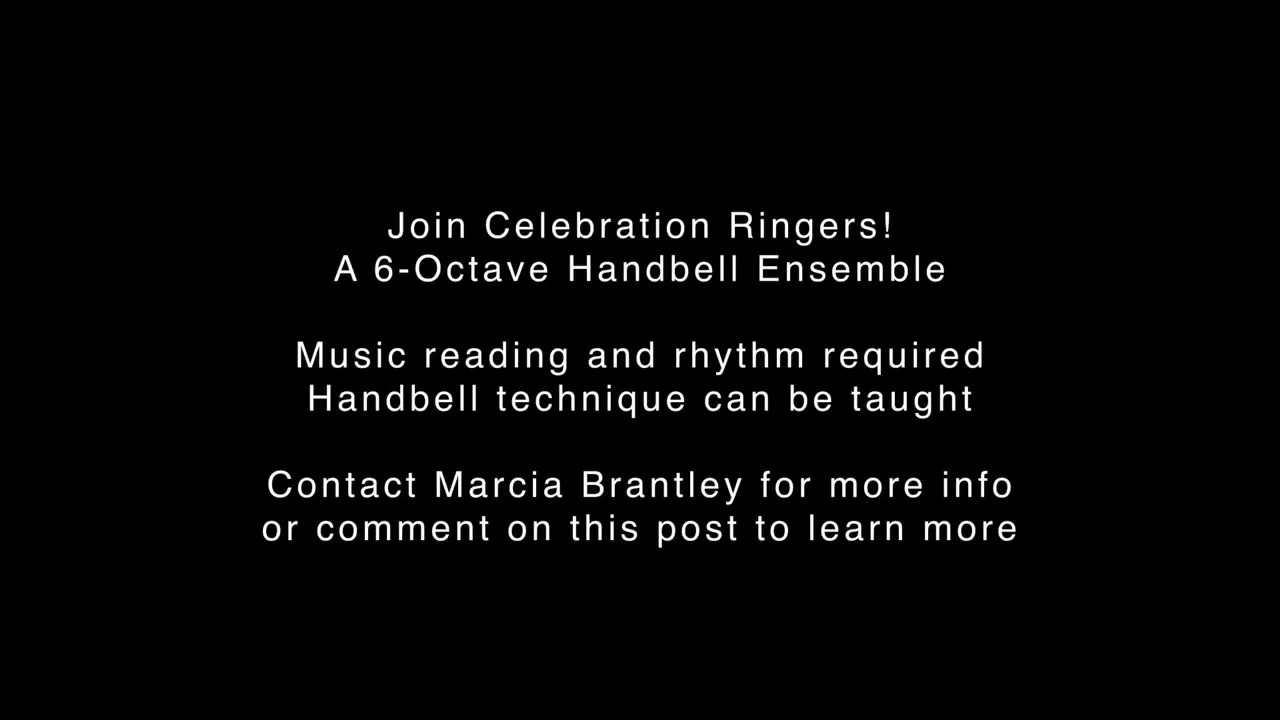 Join Celebration Ringers!
A 6-Octave Handbell Ensemble
Music reading and rhythm required
Handbell technique can be taught
Contact Marcia Brantley for more info
or comment on this post to learn more